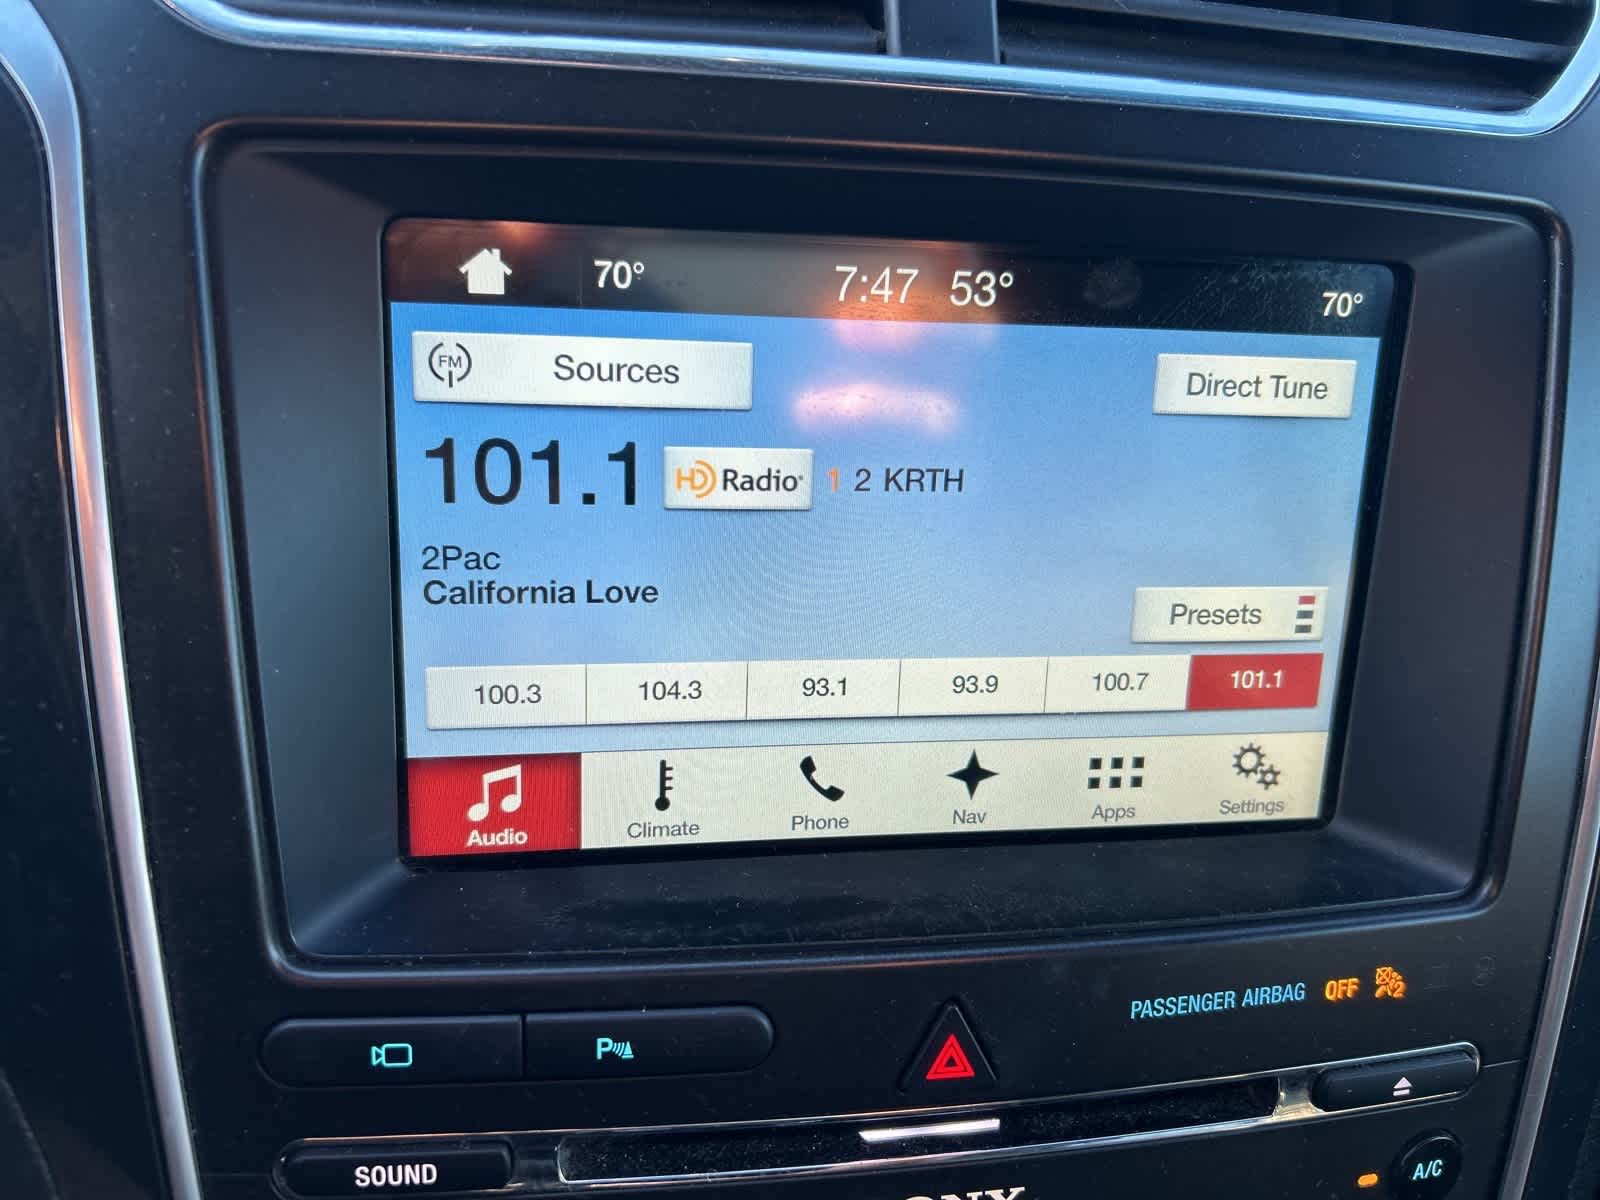 70° 7:47 53° 70°
FM Sources Direct Tune
101.1 HD Radio 1 2 KRTH
2Pac
California Love
Presets
100.3 104.3 93.1 93.9 100.7 101.1
Audio Climate Phone Nav Apps Settings
PASSENGER AIRBAG OFF 2
P
SOUND A/C